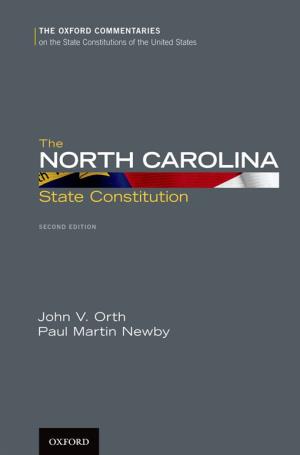 THE OXFORD COMMENTARIES
on the State Constitutions of the United States
The
NORTH CAROLINA
State Constitution
SECOND EDITION
John V. Orth
Paul Martin Newby
OXFORD